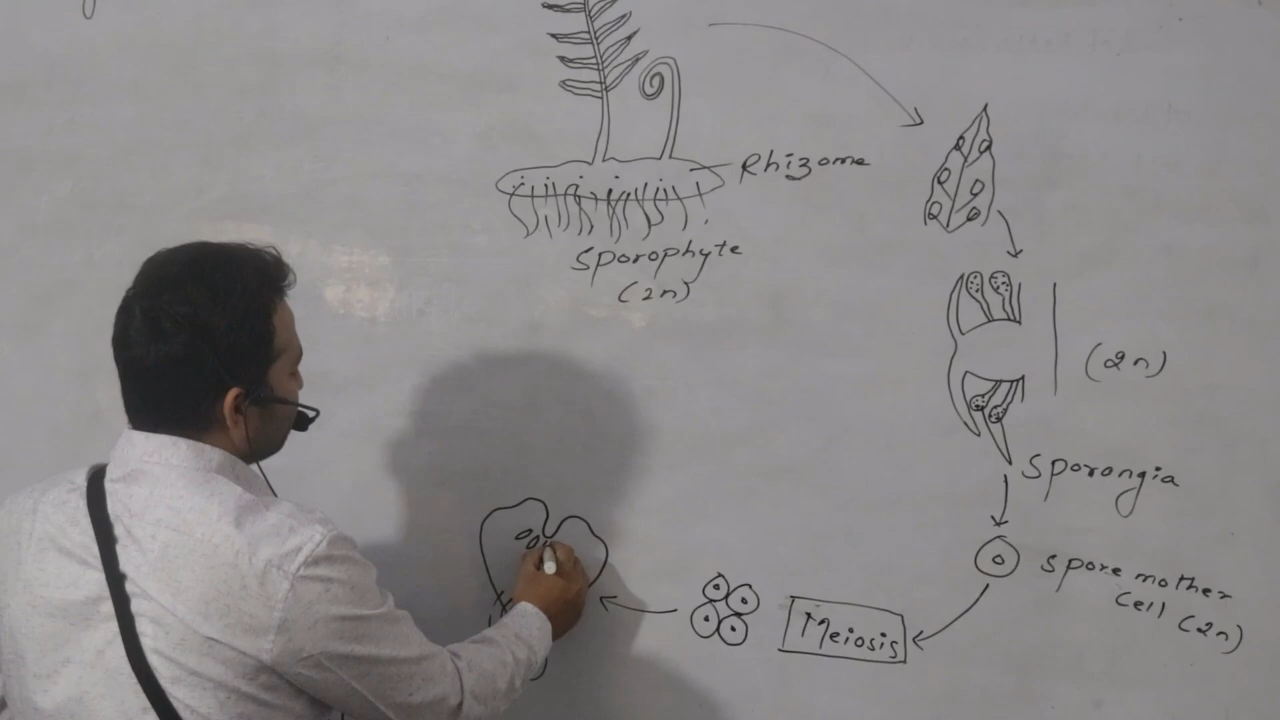 Rhizome
Sporophyte
(2n)
(2n)
Sporangia
Spore mother
Cell (2n)
Meiosis